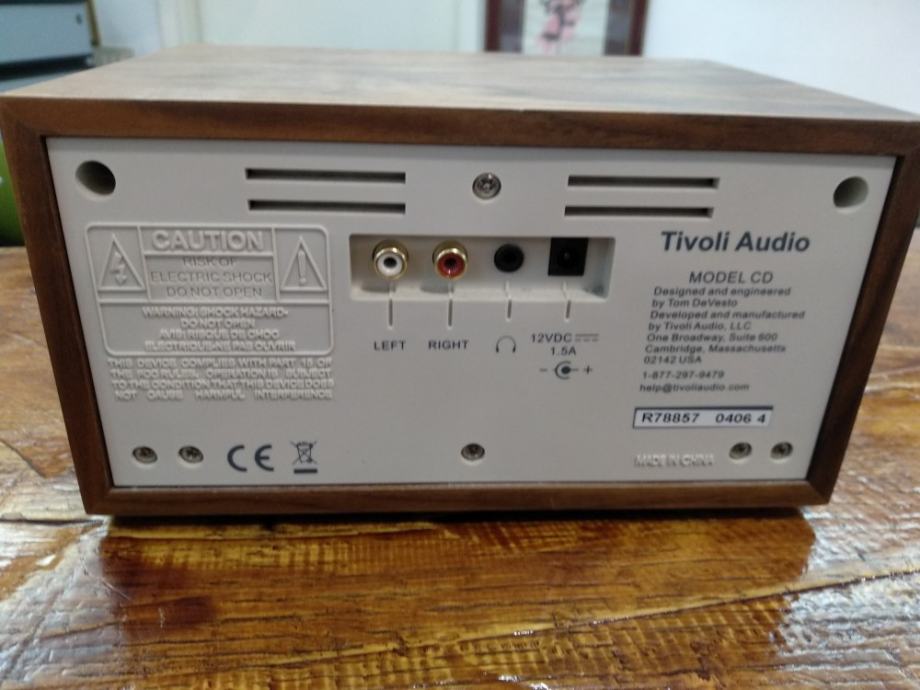 CAUTION
RISK OF
ELECTRIC SHOCK
DO NOT OPEN
WARNING: SHOCK HAZARD-
DO NOT OPEN
AVIS: RISQUE DE CHOC
ELECTRIQUE-NE PAS OUVRIR
THIS DEVICE COMPLIES WITH PART 15 OF
THE FCC RULES. OPERATION IS SUBJECT
TO THE CONDITION THAT THIS DEVICE DOES
NOT CAUSE HARMFUL INTERFERENCE
LEFT
RIGHT
12VDC
1.5A
- +
Tivoli Audio
MODEL CD
Designed and engineered
by Tom DeVesto
Developed and manufactured
by Tivoli Audio, LLC
One Broadway, Suite 600
Cambridge, Massachusetts
02142 USA
1-877-297-9479
help@tivoliaudio.com
R78857 0406 4
CE
MADE IN CHINA